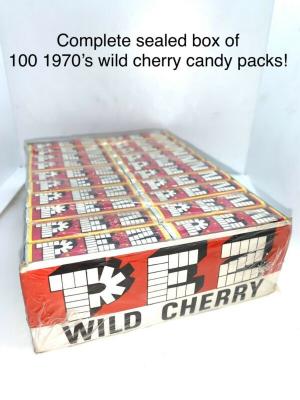 Complete sealed box of
100 1970's wild cherry candy packs!
PEZ
WILD CHERRY